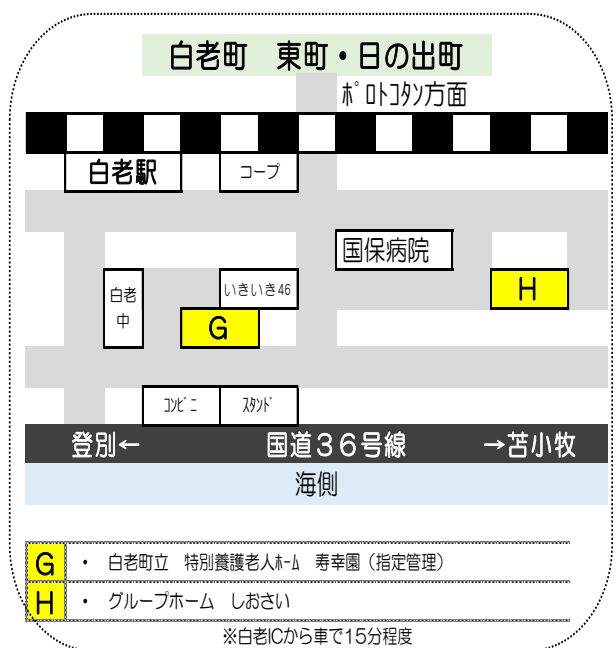 白老町　東町・日の出町
ﾎﾟﾛﾄｺﾀﾝ方面
白老駅
コープ
国保病院
白老
中
いきいき46
G
H
ｺﾝﾋﾞﾆ
ｽﾀﾝﾄﾞ
登別←　国道３６号線　→苫小牧
海側
G ・ 白老町立　特別養護老人ﾎｰﾑ　寿幸園（指定管理）
H ・ グループホーム　しおさい
※白老ICから車で15分程度